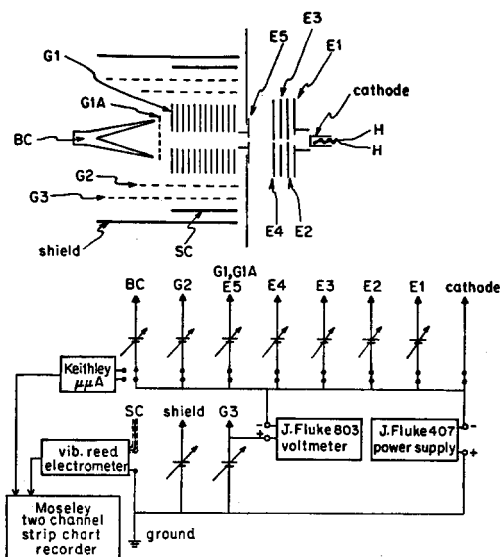 E3
E5
E1
G1
G1A
cathode
BC
H
H
G2
G3
E4
E2
shield
SC
G1,G1A
BC
G2
E5
E4
E3
E2
E1
cathode
Keithley
μμA
SC
shield
G3
-
+
J.Fluke 803
voltmeter
J.Fluke 407
power supply
-
+
vib. reed
electrometer
Moseley
two channel
strip chart
recorder
ground